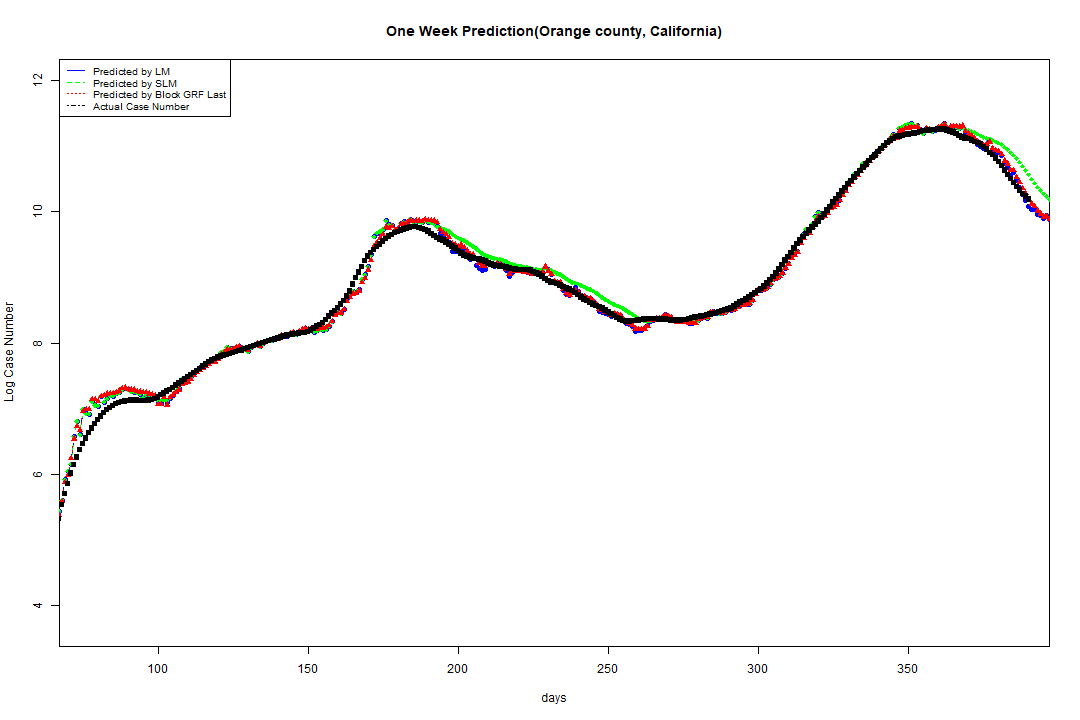 One Week Prediction(Orange county, California)
Predicted by LM
Predicted by SLM
Predicted by Block GRF Last
Actual Case Number
12
10
8
6
4
Log Case Number
100 150 200 250 300 350
days